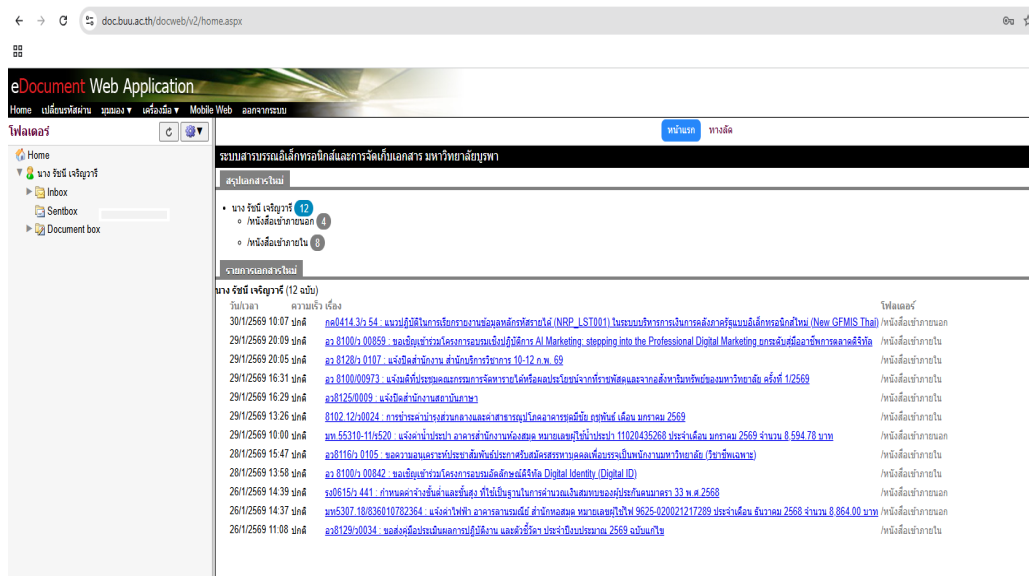 doc.buu.ac.th/docweb/v2/home.aspx
eDocument Web Application
Home เปลี่ยนรหัสผ่าน มุมมอง▼ เครื่องมือ▼ Mobile Web ออกจากระบบ
โฟลเดอร์
หน้าแรก ทางลัด
Home
นาง รัชนี เจริญวารี
Inbox
Sentbox
Document box
ระบบสารบรรณอิเล็กทรอนิกส์และการจัดเก็บเอกสาร มหาวิทยาลัยบูรพา
สรุปเอกสารใหม่
• นาง รัชนี เจริญวารี 12
◦ /หนังสือเข้าภายนอก 4
◦ /หนังสือเข้าภายใน 8
รายการเอกสารใหม่
นาง รัชนี เจริญวารี (12 ฉบับ)
วัน/เวลา ความเร็ว เรื่อง โฟลเดอร์
30/1/2569 10:07 ปกติ กค0414.3/ว 54 : แนวปฏิบัติในการเรียกรายงานข้อมูลหลักรหัสรายได้ (NRP_LST001) ในระบบบริหารการเงินการคลังภาครัฐแบบอิเล็กทรอนิกส์ใหม่ (New GFMIS Thai) /หนังสือเข้าภายนอก
29/1/2569 20:09 ปกติ อว 8100/ว 00859 : ขอเชิญเข้าร่วมโครงการอบรมเชิงปฏิบัติการ AI Marketing: stepping into the Professional Digital Marketing ยกระดับสู่มืออาชีพการตลาดดิจิทัล /หนังสือเข้าภายใน
29/1/2569 20:05 ปกติ อว 8128/ว 0107 : แจ้งปิดสำนักงาน สำนักบริการวิชาการ 10-12 ก.พ. 69 /หนังสือเข้าภายใน
29/1/2569 16:31 ปกติ อว 8100/00973 : แจ้งมติที่ประชุมคณะกรรมการจัดหารายได้หรือผลประโยชน์จากที่ราชพัสดุและจากอสังหาริมทรัพย์ของมหาวิทยาลัย ครั้งที่ 1/2569 /หนังสือเข้าภายใน
29/1/2569 16:29 ปกติ อว8125/0009 : แจ้งปิดสำนักงานสถาบันภาษา /หนังสือเข้าภายใน
29/1/2569 13:26 ปกติ 8102.12/ว0024 : การชำระค่าบำรุงส่วนกลางและค่าสาธารณูปโภคอาคารชุดมีชัย ฤชุพันธ์ เดือน มกราคม 2569 /หนังสือเข้าภายใน
29/1/2569 10:00 ปกติ มท.55310-11/ร520 : แจ้งค่าน้ำประปา อาคารสำนักงานห้องสมุด หมายเลขผู้ใช้น้ำประปา 11020435268 ประจำเดือน มกราคม 2569 จำนวน 8,594.78 บาท /หนังสือเข้าภายนอก
28/1/2569 15:47 ปกติ อว8116/ว 0105 : ขอความอนุเคราะห์ประชาสัมพันธ์ประกาศรับสมัครสรรหาบุคคลเพื่อบรรจุเป็นพนักงานมหาวิทยาลัย (วิชาชีพเฉพาะ) /หนังสือเข้าภายใน
28/1/2569 13:58 ปกติ อว 8100/ว 00842 : ขอเชิญเข้าร่วมโครงการอบรมอัตลักษณ์ดิจิทัล Digital Identity (Digital ID) /หนังสือเข้าภายใน
26/1/2569 14:39 ปกติ รง0615/ว 441 : กำหนดค่าจ้างขั้นต่ำและขั้นสูง ที่ใช้เป็นฐานในการคำนวณเงินสมทบของผู้ประกันตนมาตรา 33 พ.ศ.2568 /หนังสือเข้าภายนอก
26/1/2569 14:37 ปกติ มท5307.18/836010782364 : แจ้งค่าไฟฟ้า อาคารลานรมณีย์ สำนักหอสมุด หมายเลขผู้ใช้ไฟ 9625-020021217289 ประจำเดือน ธันวาคม 2568 จำนวน 8,864.00 บาท /หนังสือเข้าภายนอก
26/1/2569 11:08 ปกติ อว8129/ว0034 : ขอส่งคู่มือประเมินผลการปฏิบัติงาน และตัวชี้วัดฯ ประจำปีงบประมาณ 2569 ฉบับแก้ไข /หนังสือเข้าภายใน